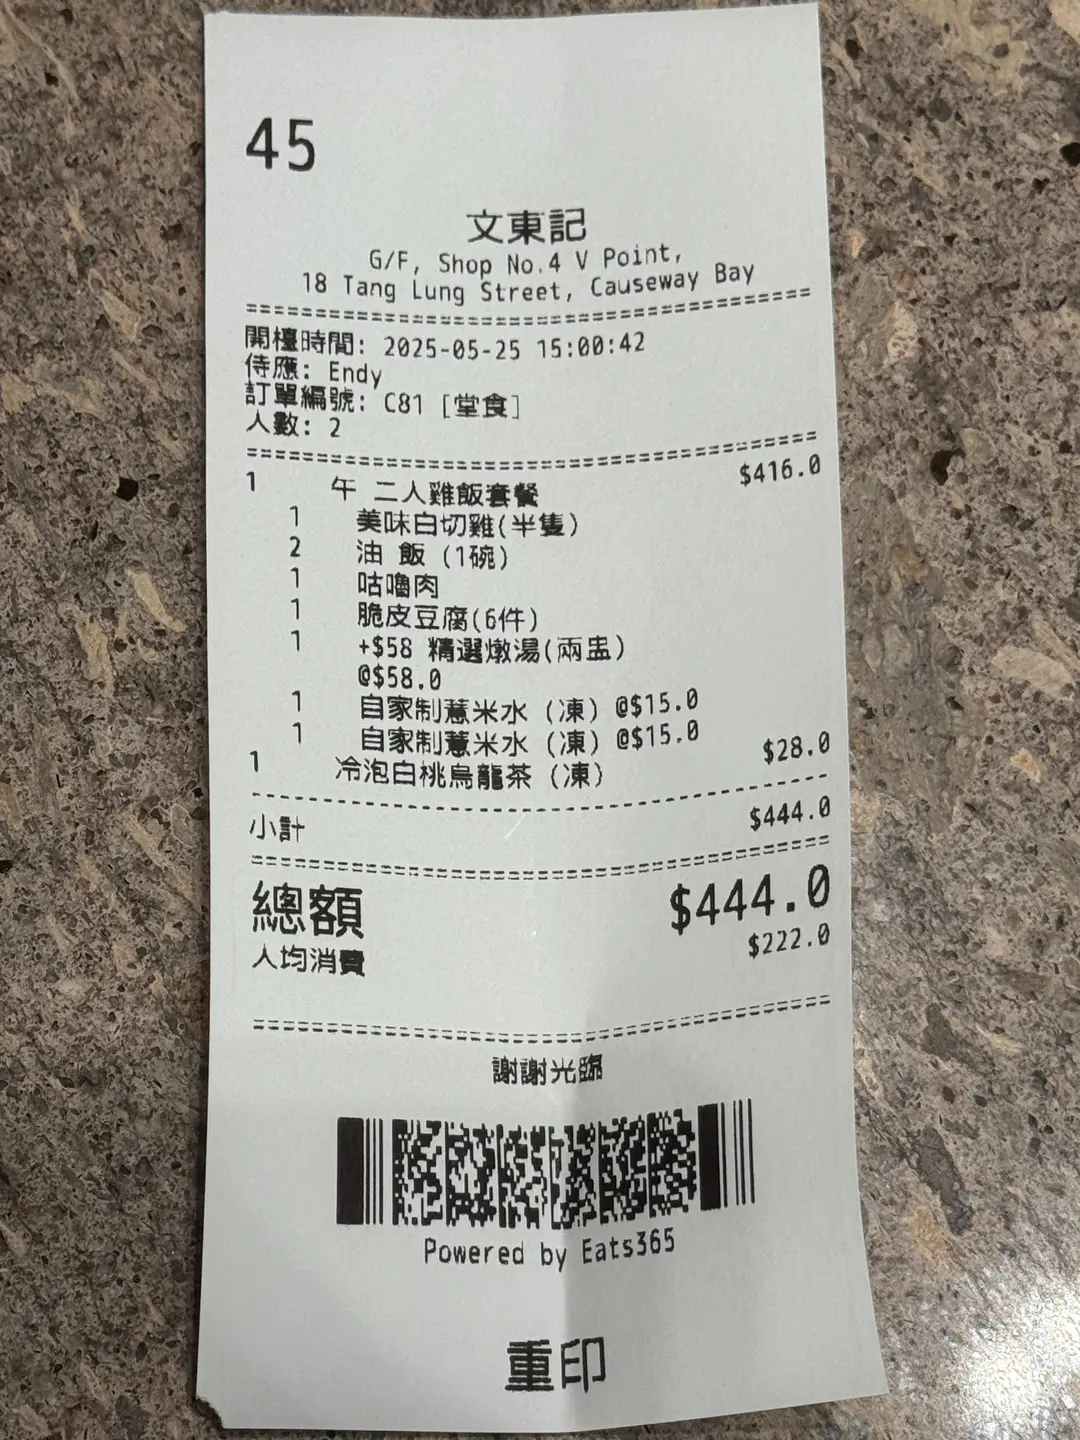 45
文東記
G/F, Shop No.4 V Point,
18 Tang Lung Street, Causeway Bay
開檯時間: 2025-05-25 15:00:42
侍應: Endy
訂單編號: C81 [堂食]
人數: 2
1 午 二人雞飯套餐 $416.0
1 美味白切雞(半隻)
2 油 飯 (1碗)
1 咕嚕肉
1 脆皮豆腐(6件)
1 +$58 精選燉湯(兩盅)
@$58.0
1 自家制薏米水 (凍) @$15.0
1 自家制薏米水 (凍) @$15.0
1 冷泡白桃烏龍茶 (凍) $28.0
小計 $444.0
總額 $444.0
人均消費 $222.0
謝謝光臨
Powered by Eats365
重印